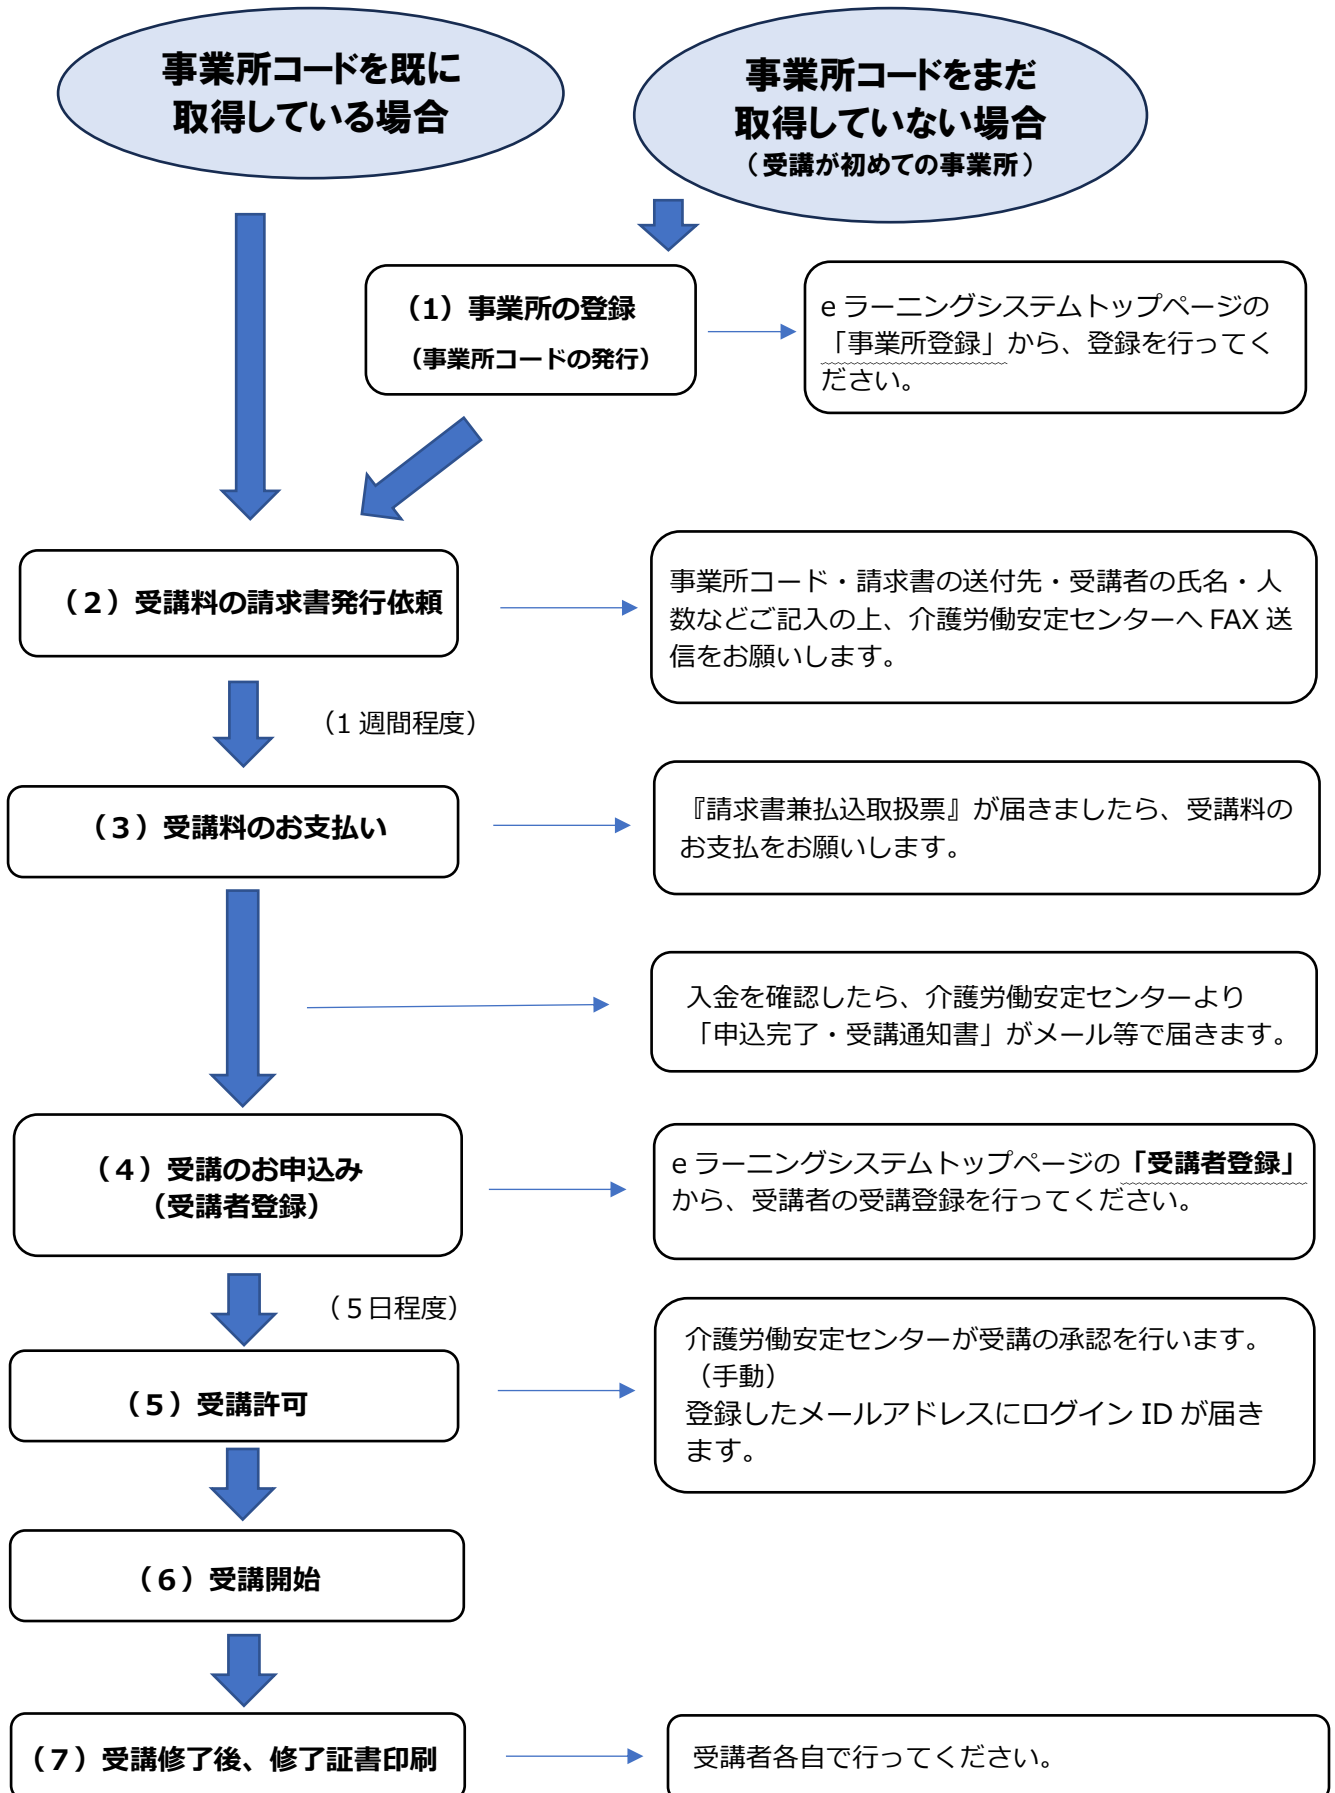 事業所コードを既に
取得している場合
事業所コードをまだ
取得していない場合
（受講が初めての事業所）
（1）事業所の登録
（事業所コードの発行）
e ラーニングシステムトップページの
「事業所登録」から、登録を行ってく
ださい。
（2）受講料の請求書発行依頼
事業所コード・請求書の送付先・受講者の氏名・人
数などご記入の上、介護労働安定センターへ FAX 送
信をお願いします。
（1 週間程度）
（3）受講料のお支払い
『請求書兼払込取扱票』が届きましたら、受講料の
お支払をお願いします。
入金を確認したら、介護労働安定センターより
「申込完了・受講通知書」がメール等で届きます。
（4）受講のお申込み
（受講者登録）
e ラーニングシステムトップページの「受講者登録」
から、受講者の受講登録を行ってください。
（5日程度）
（5）受講許可
介護労働安定センターが受講の承認を行います。
（手動）
登録したメールアドレスにログイン ID が届き
ます。
（6）受講開始
（7）受講修了後、修了証書印刷
受講者各自で行ってください。